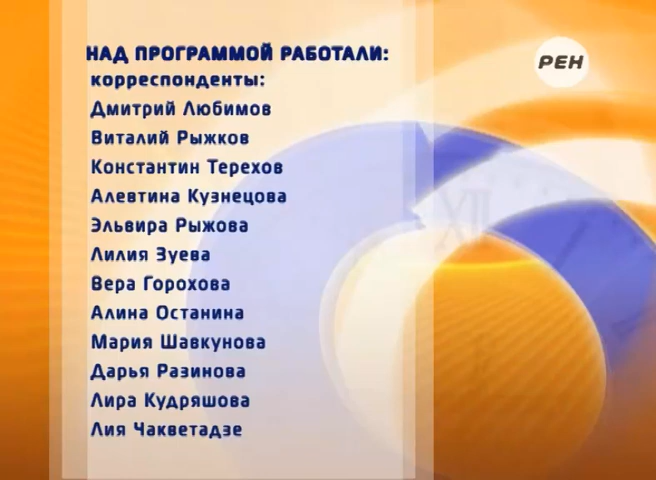 НАД ПРОГРАММОЙ РАБОТАЛИ:
РЕН
корреспонденты:
Дмитрий Любимов
Виталий Рыжков
Константин Терехов
Алевтина Кузнецова
Эльвира Рыжова
Лилия Зуева
Вера Горохова
Алина Останина
Мария Шавкунова
Дарья Разинова
Лира Кудряшова
Лия Чакветадзе
XII
I